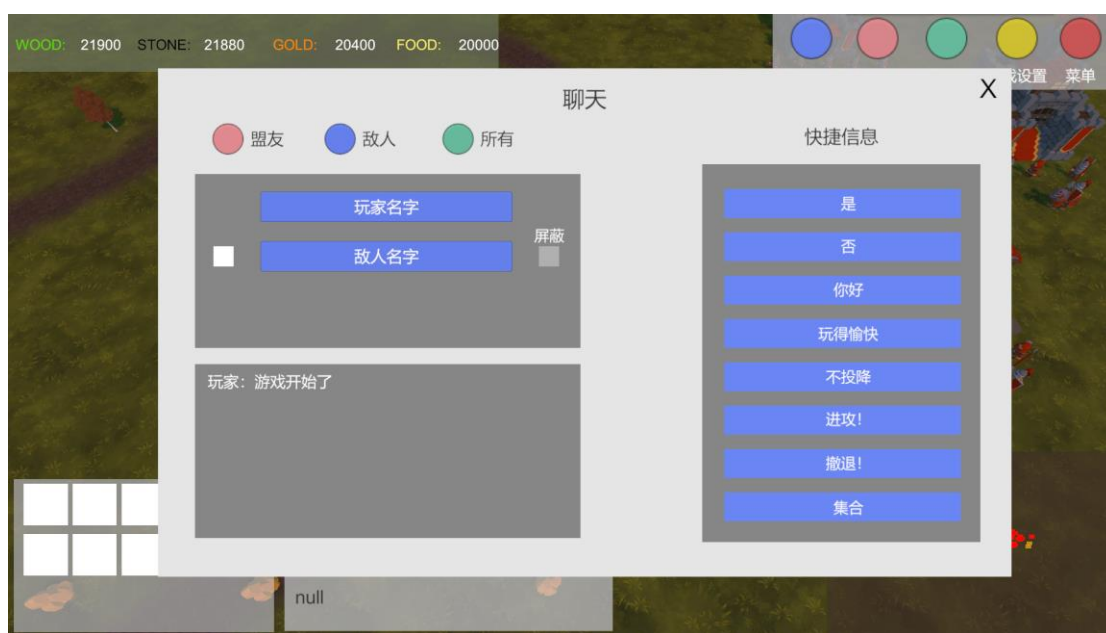 WOOD: 21900 STONE: 21880 GOLD: 20400 FOOD: 20000
设置 菜单
聊天
X
盟友 敌人 所有
快捷信息
玩家名字
屏蔽
敌人名字
玩家：游戏开始了
是
否
你好
玩得愉快
不投降
进攻！
撤退！
集合
null